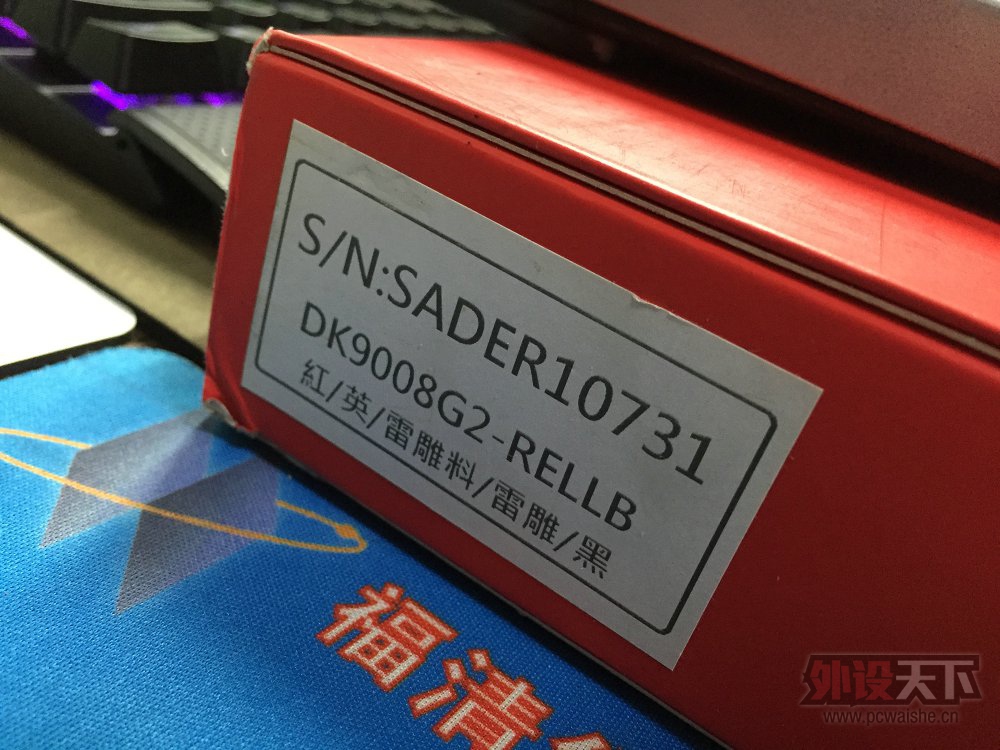 S/N:SADER10731
DK9008G2-RELLB
紅/英/雷雕料/雷雕/黑
福清
外设天下
www.pcwaishe.cn